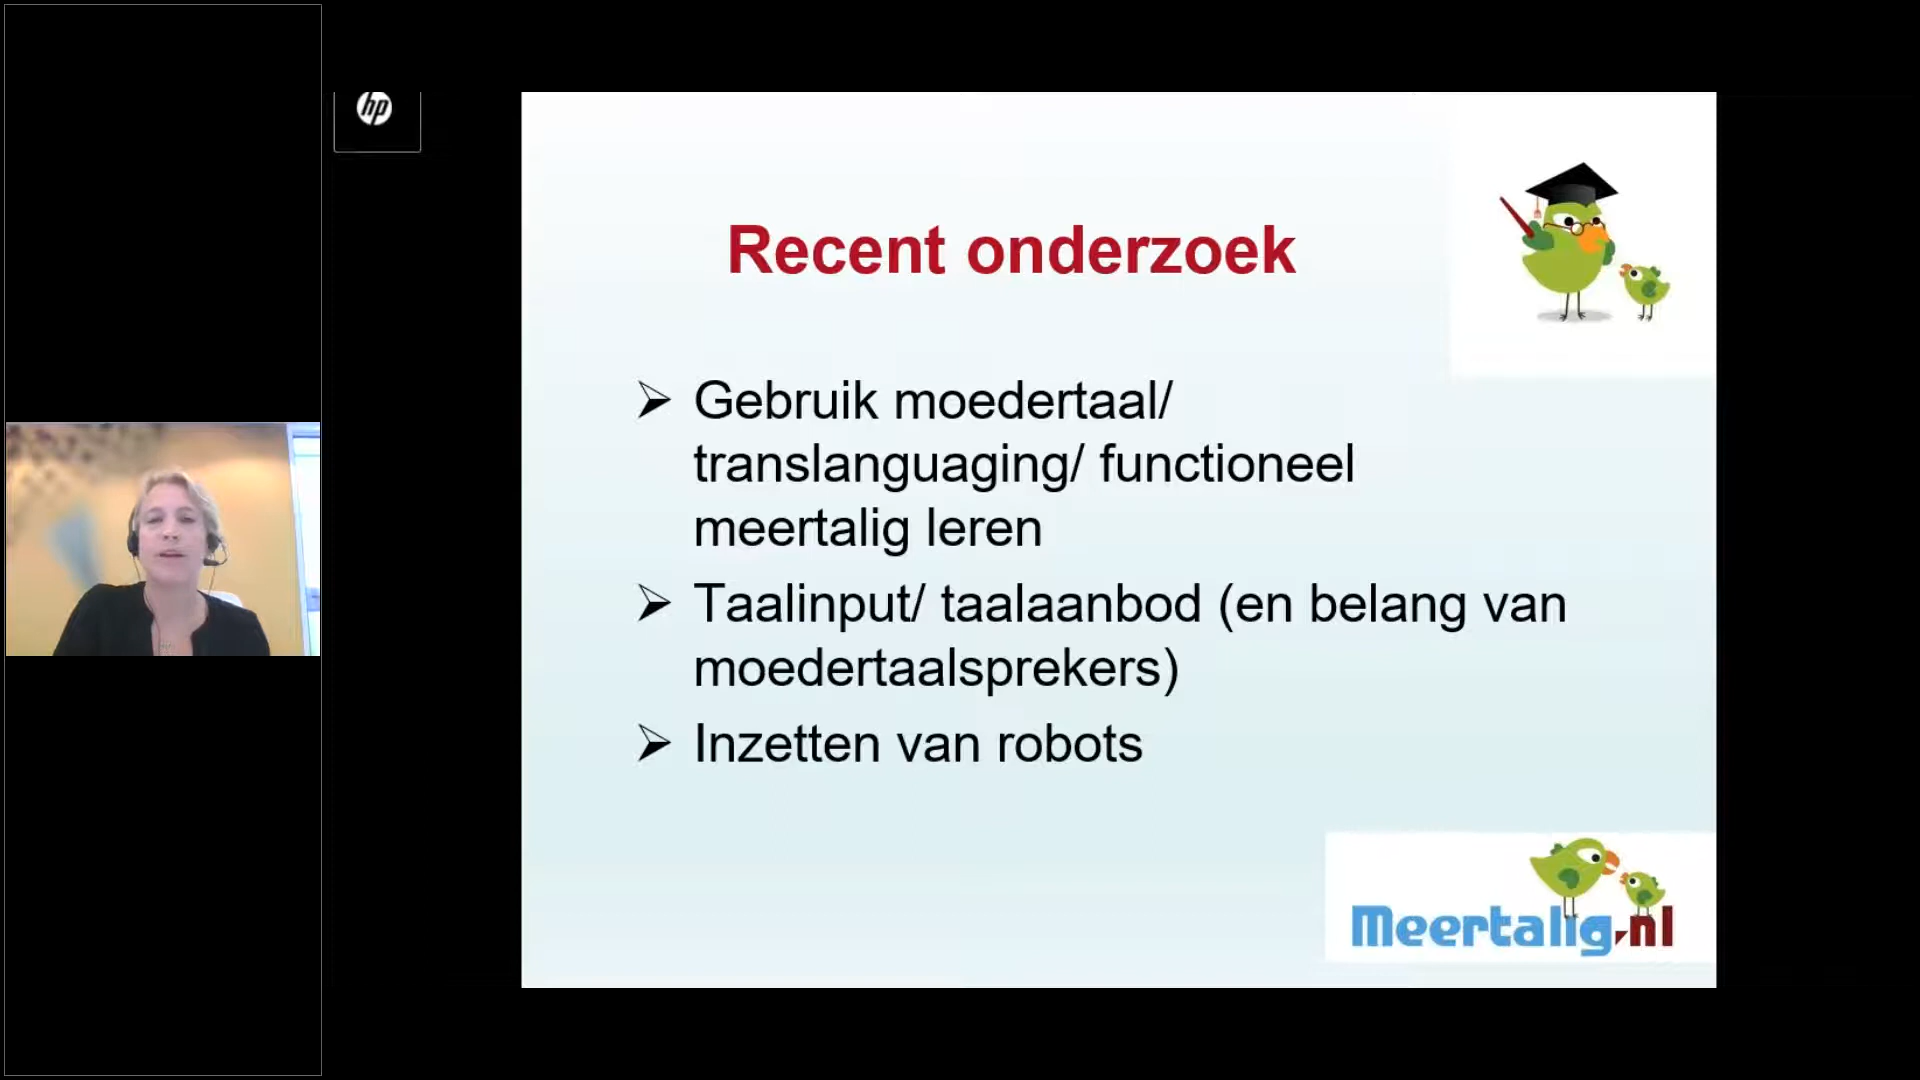 hp
Recent onderzoek
➢ Gebruik moedertaal/
translanguaging/ functioneel
meertalig leren
➢ Taalinput/ taalaanbod (en belang van
moedertaalsprekers)
➢ Inzetten van robots
Meertalig.nl